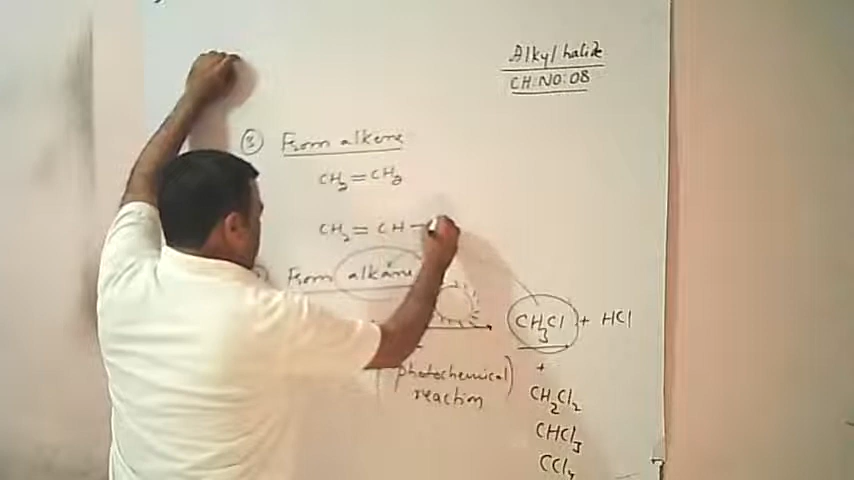 Alkyl halide
CH:NO:08
③ From alkene
CH₂=CH₂
CH₂=CH-
From alkane
CH₃Cl + HCl
(photochemical
reaction)
+
CH₂Cl₂
CHCl₃
CCl₄